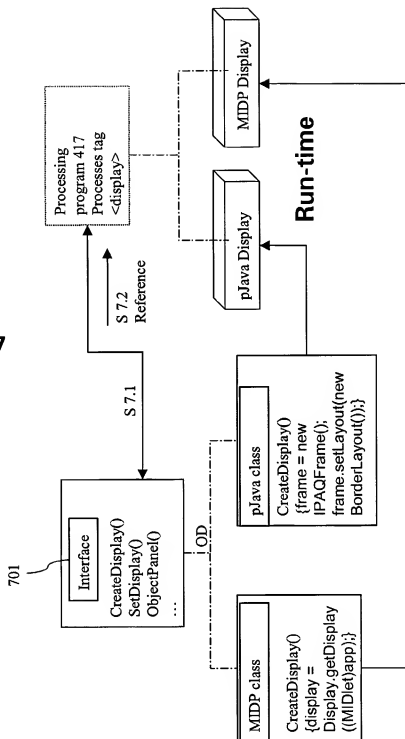 7
701
Interface
CreateDisplay()
SetDisplay()
ObjectPanel()
...
S 7.1
S 7.2
Reference
Processing
program 417
Processes tag
<display>
OD
MIDP class
CreateDisplay()
{display =
Display.getDisplay
((MIDlet)app);}
pJava class
CreateDisplay()
{frame = new
IPAQFrame();
frame.setLayout(new
BorderLayout());}
pJava Display
MIDP Display
Run-time